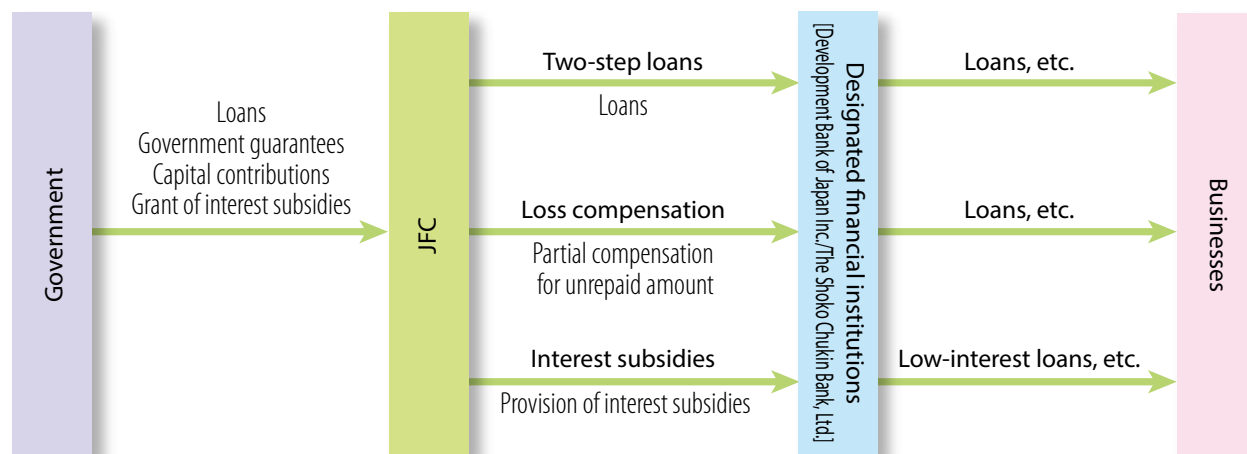 Government
Loans
Government guarantees
Capital contributions
Grant of interest subsidies
JFC
Two-step loans
Loans
Loss compensation
Partial compensation
for unrepaid amount
Interest subsidies
Provision of interest subsidies
Designated financial institutions
[Development Bank of Japan Inc./The Shoko Chukin Bank, Ltd.]
Loans, etc.
Loans, etc.
Low-interest loans, etc.
Businesses